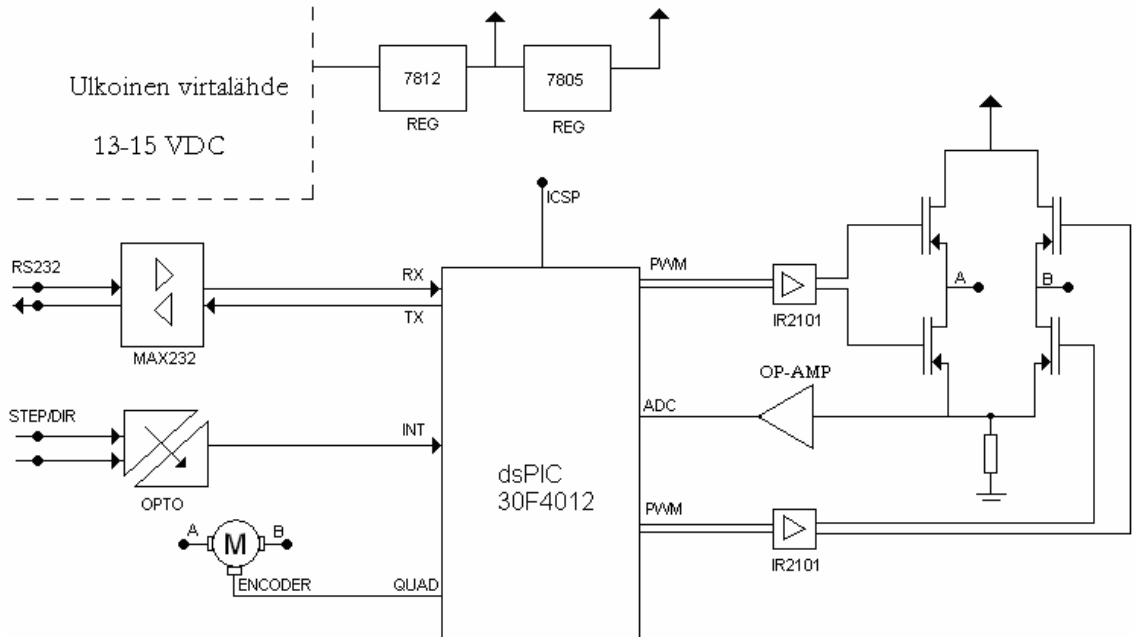 Ulkoinen virtalähde
13-15 VDC
7812
REG
7805
REG
ICSP
RS232
MAX232
RX
TX
PWM
IR2101
A
B
STEP/DIR
OPTO
INT
ADC
OP-AMP
dsPIC
30F4012
A
M
B
ENCODER
QUAD
PWM
IR2101